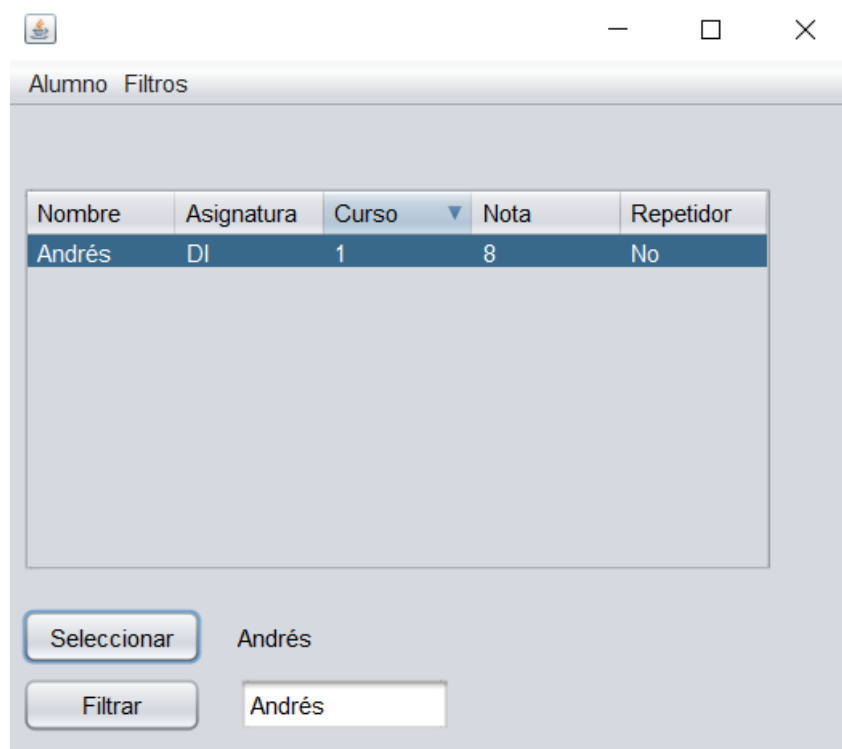 Alumno Filtros
Nombre Asignatura Curso Nota Repetidor
Andrés DI 1 8 No
Seleccionar Andrés
Filtrar Andrés